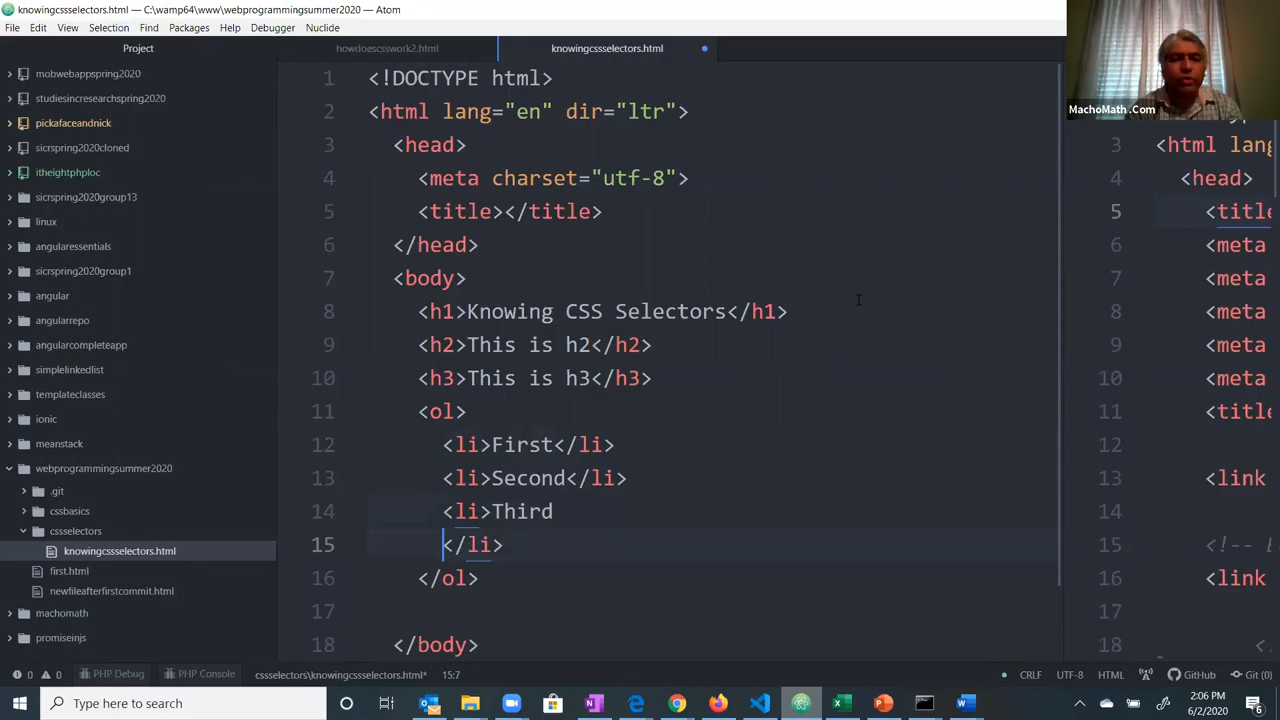 knowingcssselectors.html — C:\wamp64\www\webprogrammingsummer2020 — Atom
File Edit View Selection Find Packages Help Debugger Nuclide
Project
howdoescsswork2.html
knowingcssselectors.html
mobwebappspring2020
studiesincresearchspring2020
pickafaceandnick
sicrspring2020cloned
itheightphploc
sicrspring2020group13
linux
angularessentials
sicrspring2020group1
angular
angularrepo
angularcompleteapp
simplelinkedlist
templateclasses
ionic
meanstack
webprogrammingsummer2020
.git
cssbasics
cssselectors
knowingcssselectors.html
first.html
newfileafterfirstcommit.html
machomath
promiseinjs
1 <!DOCTYPE html>
2 <html lang="en" dir="ltr">
3 <head>
4 <meta charset="utf-8">
5 <title></title>
6 </head>
7 <body>
8 <h1>Knowing CSS Selectors</h1>
9 <h2>This is h2</h2>
10 <h3>This is h3</h3>
11 <ol>
12 <li>First</li>
13 <li>Second</li>
14 <li>Third
15 </li>
16 </ol>
17
18 </body>
MachoMath .Com
3 <html lang
4 <head>
5 <title
6 <meta
7 <meta
8 <meta
9 <meta
10 <meta
11 <title
12
13 <link
14
15 <!--
16 <link
17
18
0 0 PHP Debug PHP Console cssselectors\knowingcssselectors.html* 15:7
CRLF UTF-8 HTML GitHub Git (0)
Type here to search
2:06 PM
6/2/2020
6